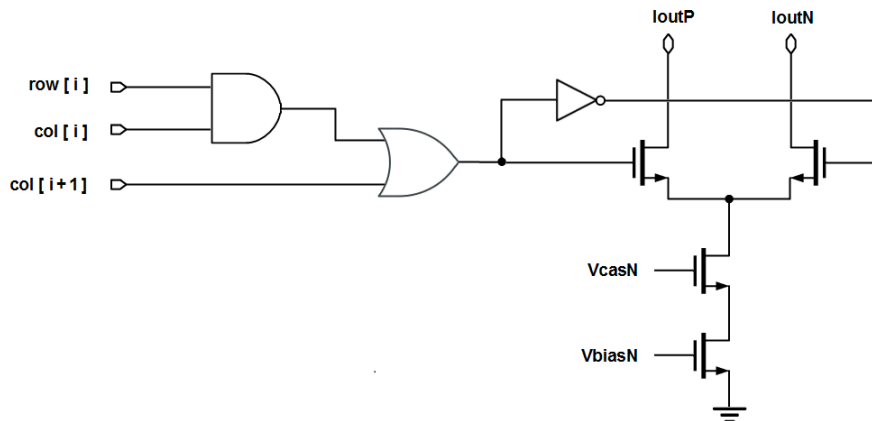 IoutP
IoutN
row [ i ]
col [ i ]
col [ i + 1 ]
VcasN
VbiasN